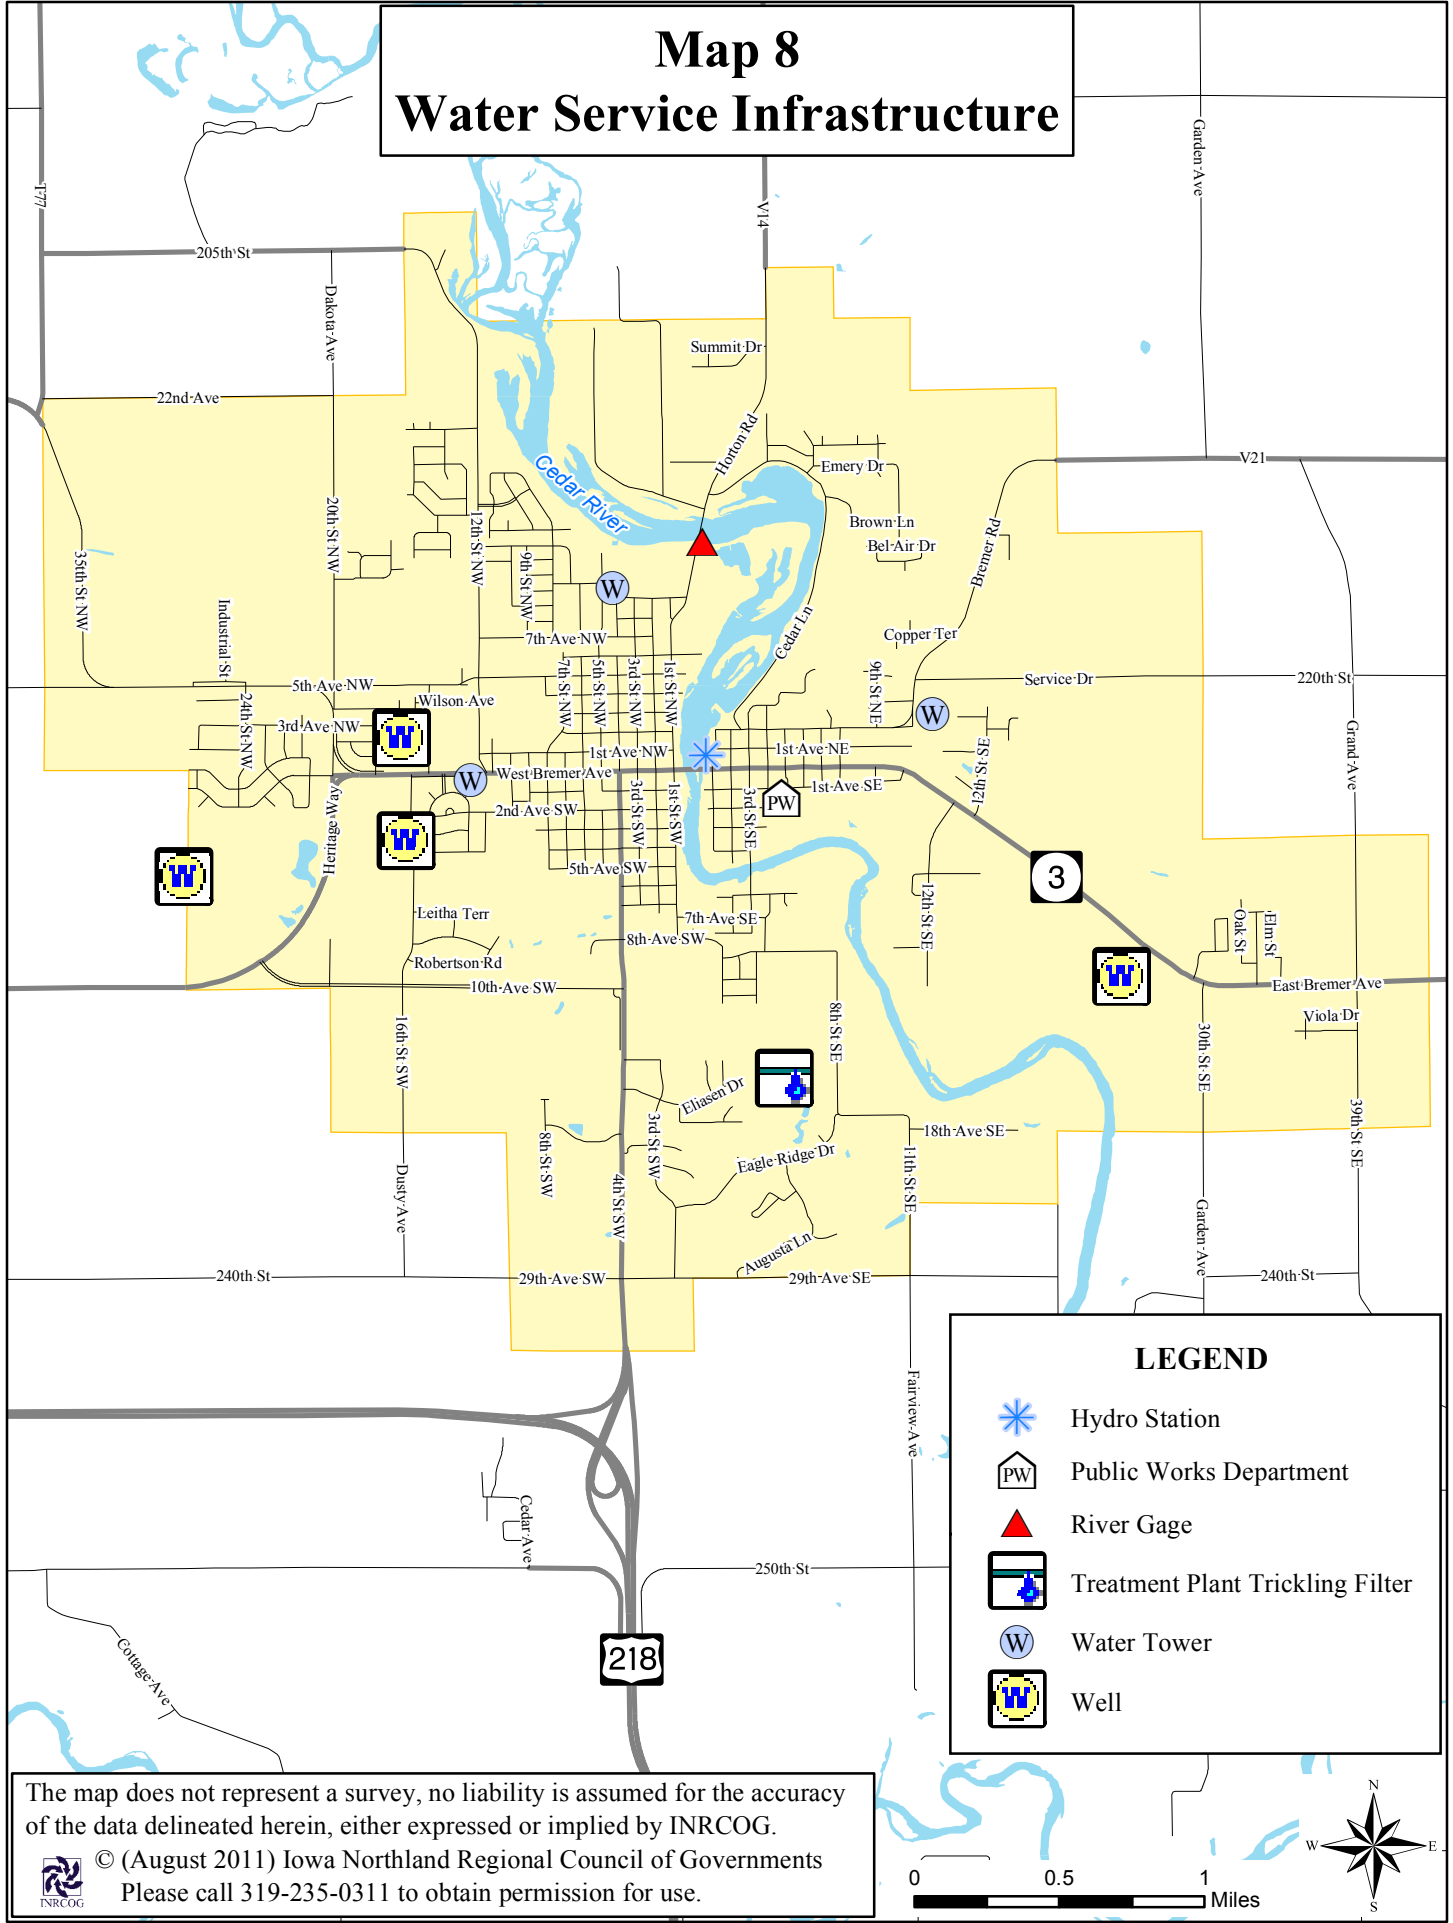 Map 8
Water Service Infrastructure
T-77
V14
Garden Ave
205th St
Dakota Ave
Summit Dr
22nd Ave
Horton Rd
Emery Dr
V21
Cedar River
20th St NW
12th St NW
Brown Ln
Bel Air Dr
Bremer Rd
35th St NW
9th St NW
W
Industrial St
Cedar Ln
Copper Ter
7th Ave NW
7th St NW
5th St NW
3rd St NW
1st St NW
9th St NE
5th Ave NW
Wilson Ave
Service Dr
220th St
24th St NW
3rd Ave NW
W
W
1st Ave NW
1st Ave NE
Grand Ave
W
West Bremer Ave
12th St SE
1st Ave SE
PW
Heritage Way
2nd Ave SW
3rd St SW
1st St SW
3rd St SE
W
5th Ave SW
W
3
12th St SE
Leitha Terr
7th Ave SE
Oak St
Elm St
8th Ave SW
Robertson Rd
W
10th Ave SW
East Bremer Ave
16th St SW
8th St SE
Viola Dr
30th St SE
Eliasen Dr
3rd St SW
18th Ave SE
39th St SE
8th St SW
Eagle Ridge Dr
11th St SE
Dusty Ave
4th St SW
Garden Ave
Augusta Ln
240th St
29th Ave SW
29th Ave SE
240th St
LEGEND
Hydro Station
PW Public Works Department
River Gage
Treatment Plant Trickling Filter
W Water Tower
W Well
Fairview Ave
Cedar Ave
250th St
218
Cottage Ave
The map does not represent a survey, no liability is assumed for the accuracy
of the data delineated herein, either expressed or implied by INRCOG.
© (August 2011) Iowa Northland Regional Council of Governments
Please call 319-235-0311 to obtain permission for use.
INRCOG
0 0.5 1
Miles
N
W E
S